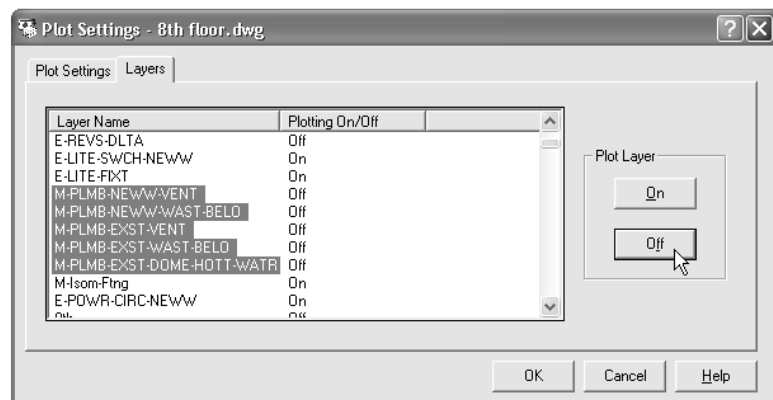 Plot Settings - 8th floor.dwg
Plot Settings Layers
Layer Name Plotting On/Off
E-REVS-DLTA Off
E-LITE-SWCH-NEWW On
E-LITE-FIXT On
M-PLMB-NEWW-VENT Off
M-PLMB-NEWW-WAST-BELO Off
M-PLMB-EXST-VENT Off
M-PLMB-EXST-WAST-BELO Off
M-PLMB-EXST-DOME-HOTT-WATR Off
M-Isom-Ftng On
E-POWR-CIRC-NEWW On
Plot Layer
On
Off
OK Cancel Help